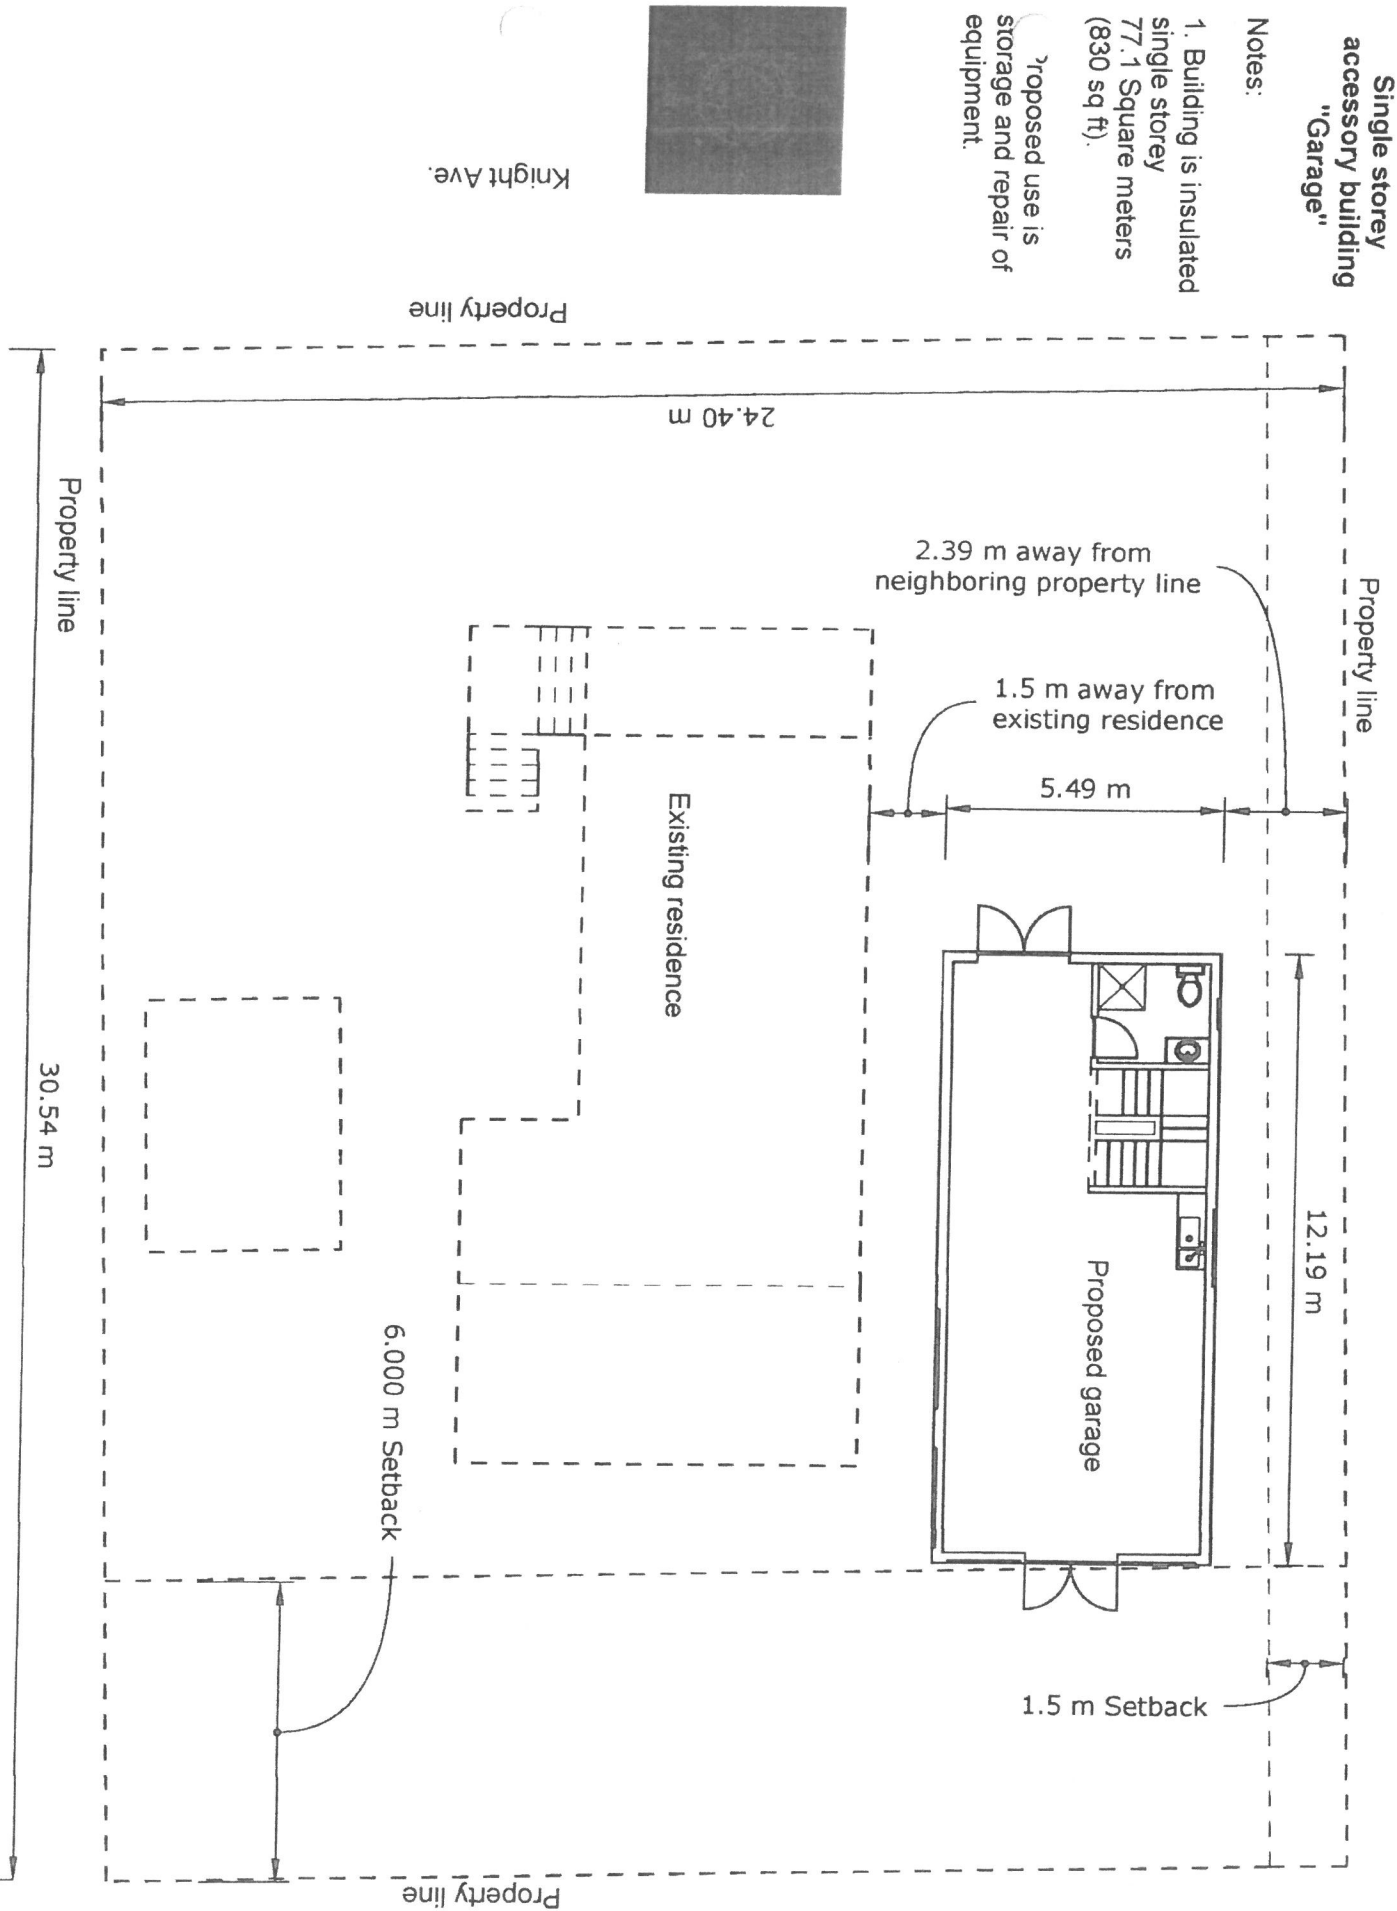 Single storey
accessory building
"Garage"
Notes:
1. Building is insulated
single storey
77.1 Square meters
(830 sq ft).
roposed use is
storage and repair of
equipment.
Knight Ave.
Property line
24.40 m
Property line
30.54 m
Property line
2.39 m away from
neighboring property line
1.5 m away from
existing residence
5.49 m
12.19 m
Existing residence
Proposed garage
6.000 m Setback
1.5 m Setback
Property line